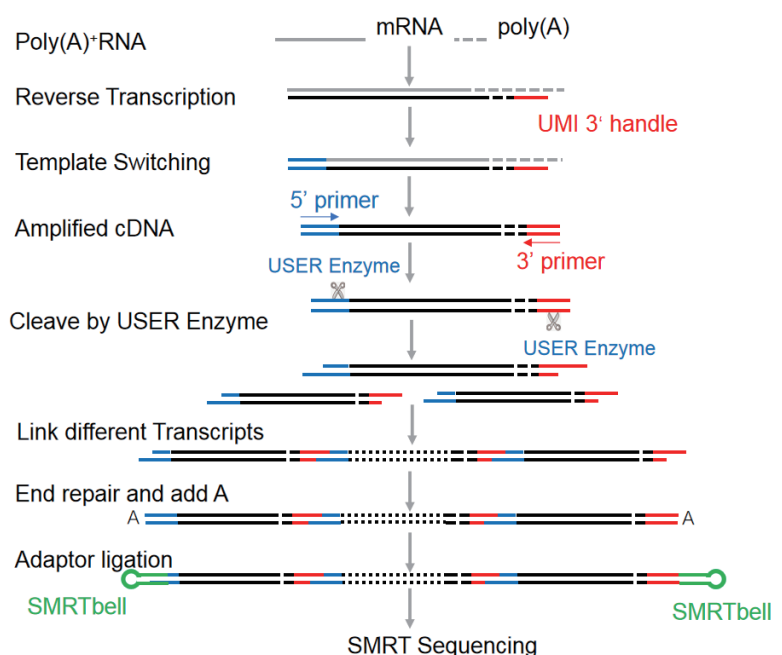 mRNA poly(A)
Poly(A)⁺RNA
Reverse Transcription
UMI 3‘ handle
Template Switching
5’ primer
Amplified cDNA
3’ primer
USER Enzyme
Cleave by USER Enzyme
USER Enzyme
Link different Transcripts
End repair and add A
A A
Adaptor ligation
SMRTbell SMRTbell
SMRT Sequencing